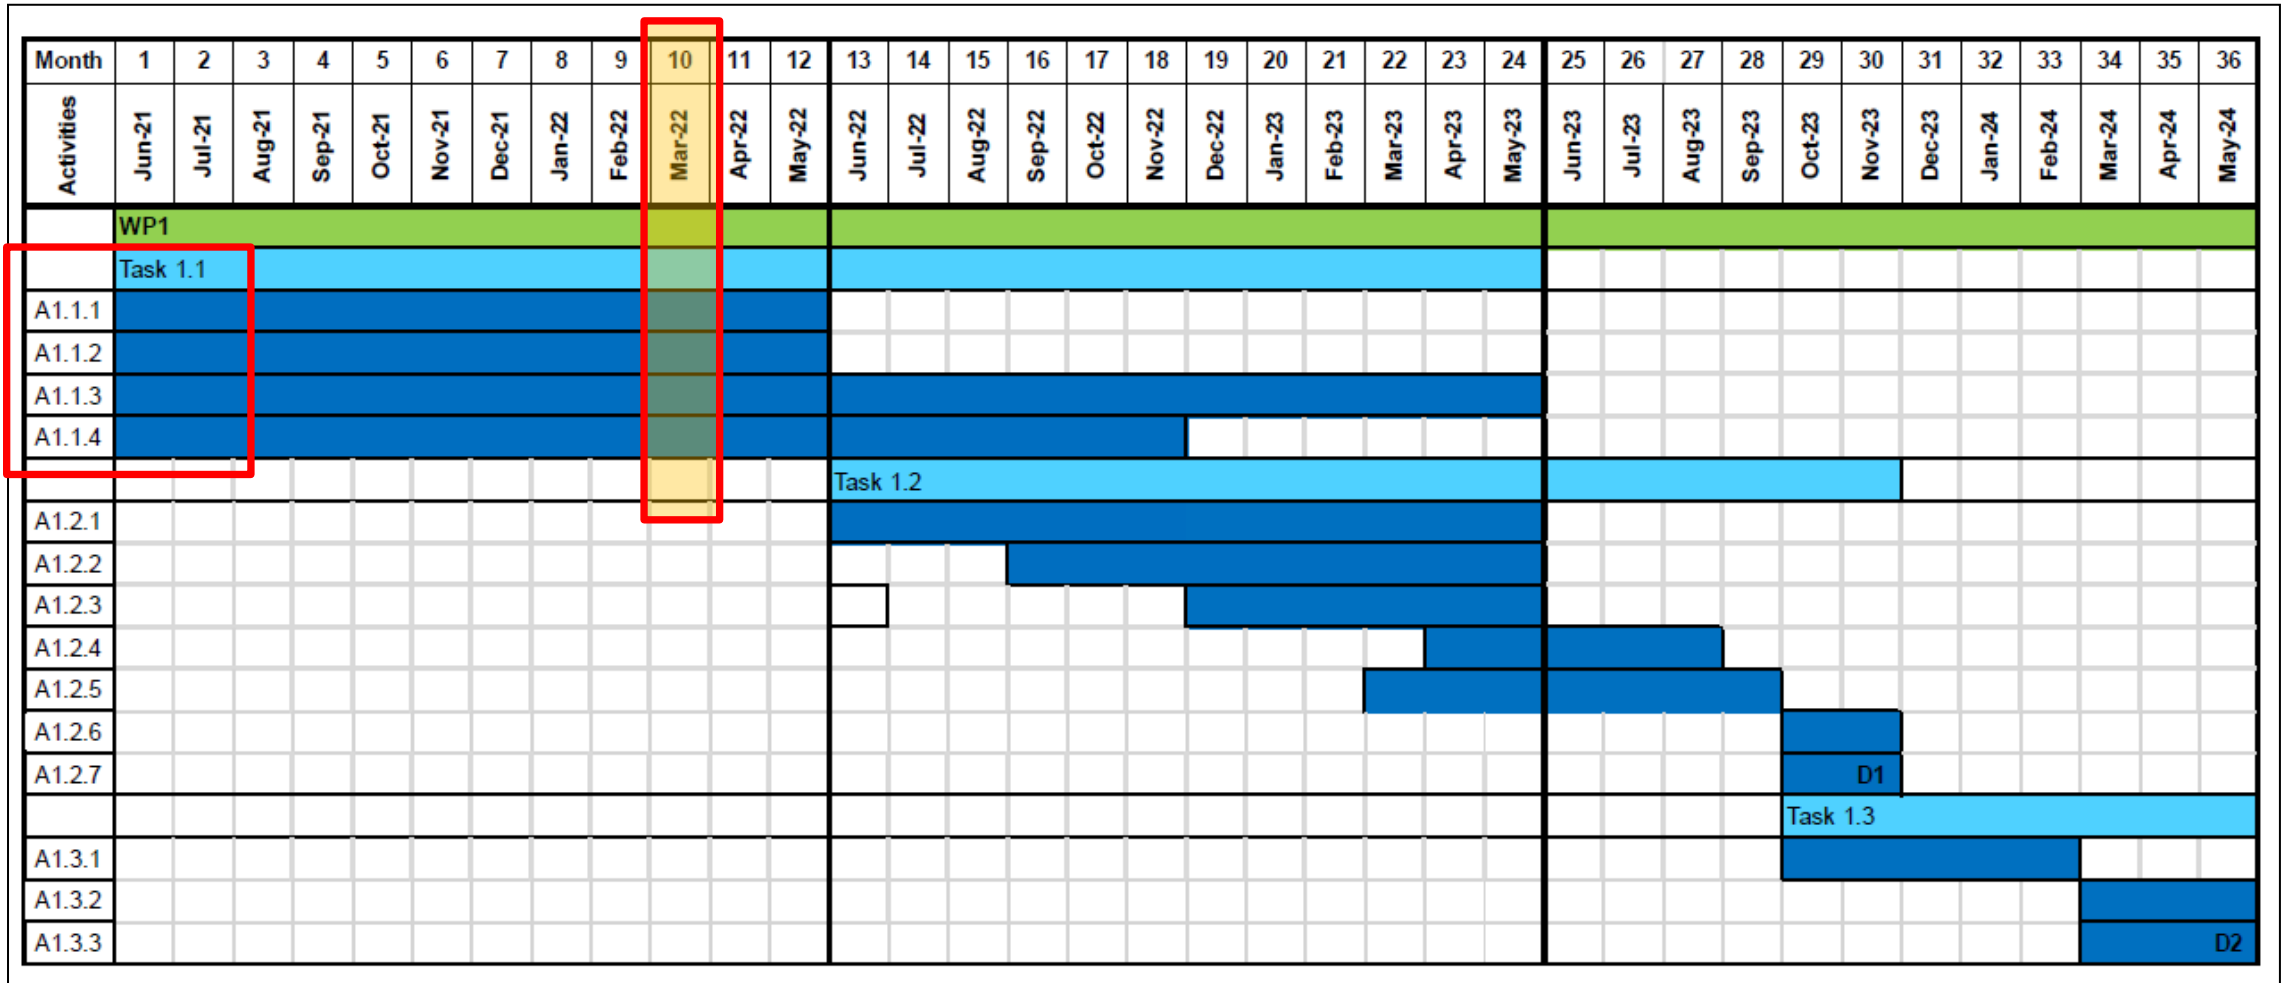 Month 1 2 3 4 5 6 7 8 9 10 11 12 13 14 15 16 17 18 19 20 21 22 23 24 25 26 27 28 29 30 31 32 33 34 35 36
Activities Jun-21 Jul-21 Aug-21 Sep-21 Oct-21 Nov-21 Dec-21 Jan-22 Feb-22 Mar-22 Apr-22 May-22 Jun-22 Jul-22 Aug-22 Sep-22 Oct-22 Nov-22 Dec-22 Jan-23 Feb-23 Mar-23 Apr-23 May-23 Jun-23 Jul-23 Aug-23 Sep-23 Oct-23 Nov-23 Dec-23 Jan-24 Feb-24 Mar-24 Apr-24 May-24
WP1
Task 1.1
A1.1.1
A1.1.2
A1.1.3
A1.1.4
Task 1.2
A1.2.1
A1.2.2
A1.2.3
A1.2.4
A1.2.5
A1.2.6
A1.2.7 D1
Task 1.3
A1.3.1
A1.3.2
A1.3.3 D2